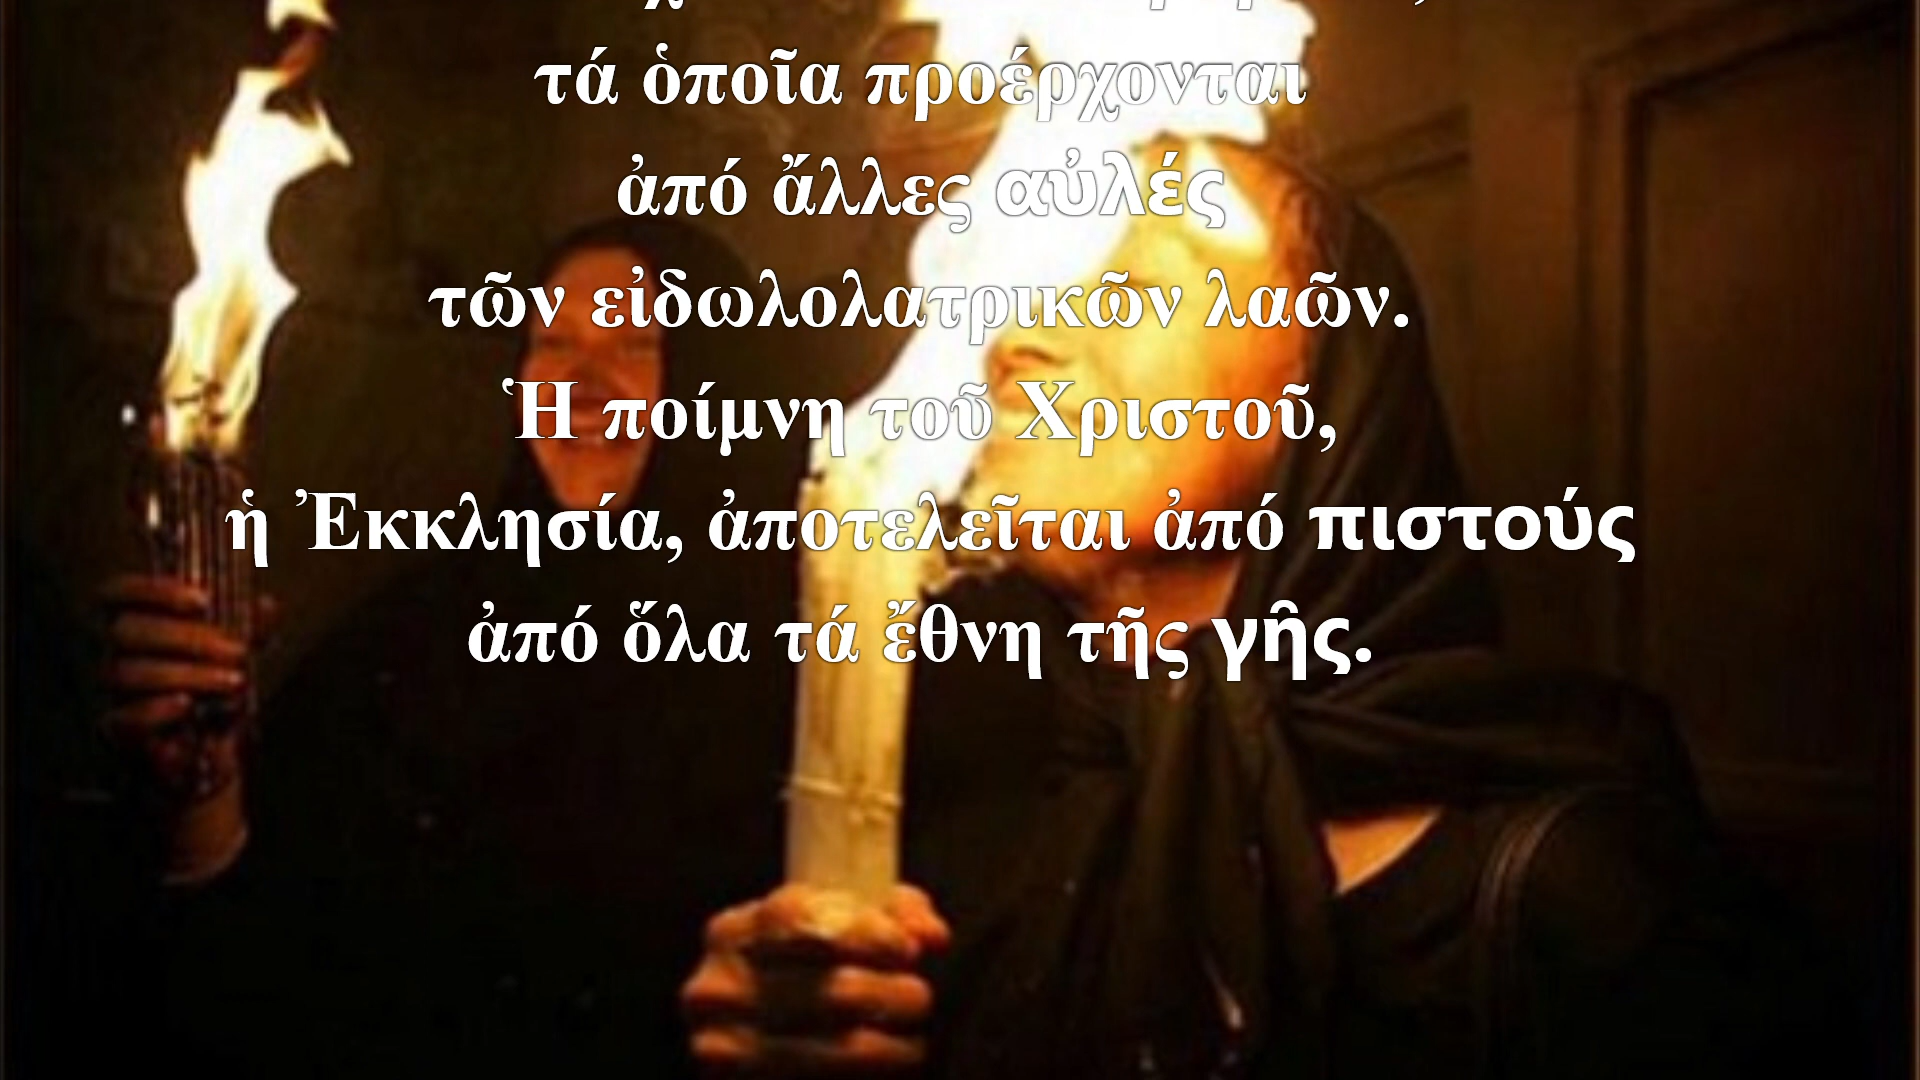 τά ὁποῖα προέρχονται
ἀπό ἄλλες αὐλές
τῶν εἰδωλολατρικῶν λαῶν.
Ἡ ποίμνη τοῦ Χριστοῦ,
ἡ Ἐκκλησία, ἀποτελεῖται ἀπό πιστούς
ἀπό ὅλα τά ἔθνη τῆς γῆς.